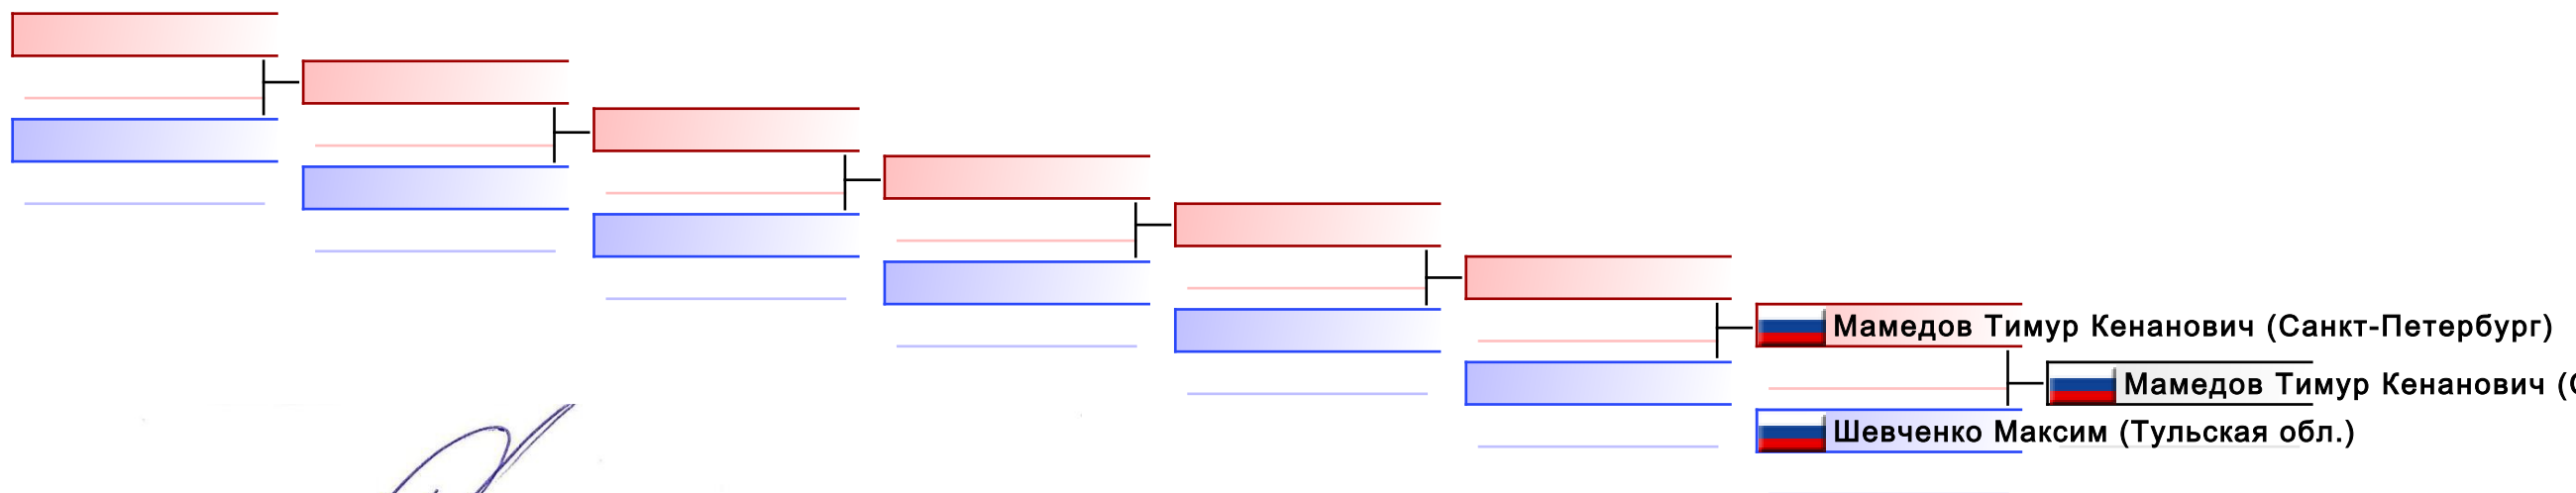 Мамедов Тимур Кенанович (Санкт-Петербург)
Мамедов Тимур Кенанович (
Шевченко Максим (Тульская обл.)